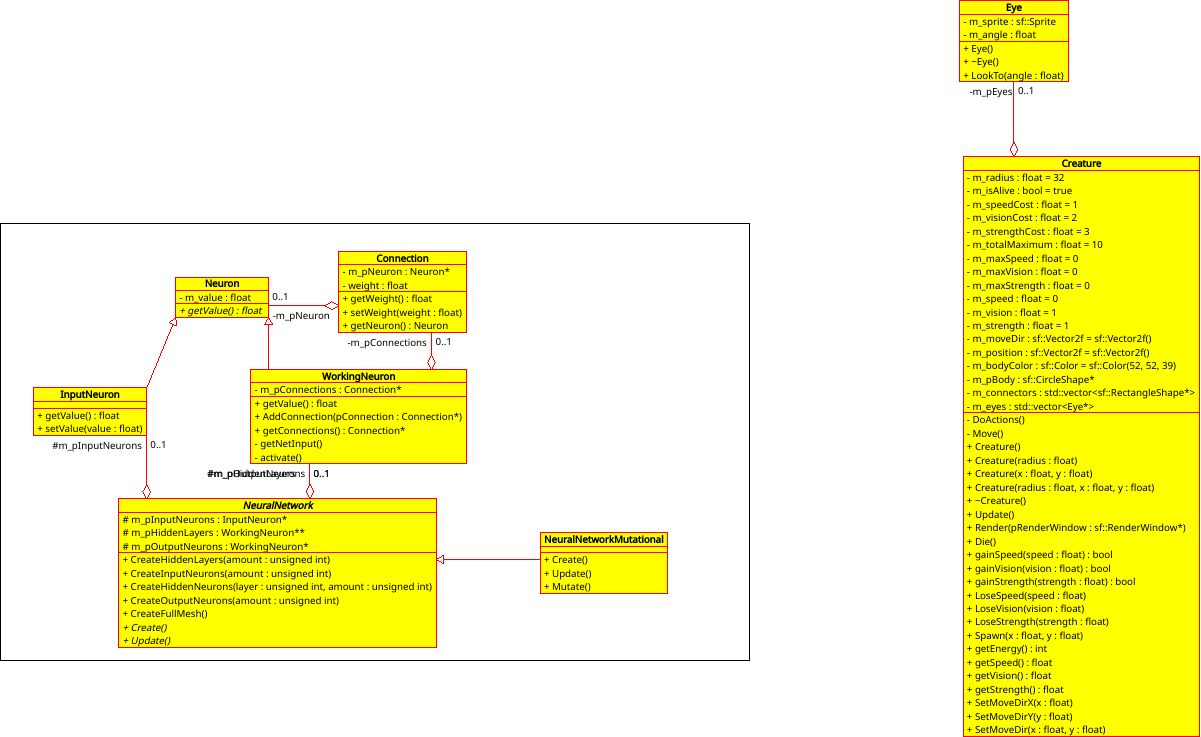 Eye
- m_sprite : sf::Sprite
- m_angle : float
+ Eye()
+ ~Eye()
+ LookTo(angle : float)
-m_pEyes
0..1
Creature
- m_radius : float = 32
- m_isAlive : bool = true
- m_speedCost : float = 1
- m_visionCost : float = 2
- m_strengthCost : float = 3
- m_totalMaximum : float = 10
- m_maxSpeed : float = 0
- m_maxVision : float = 0
- m_maxStrength : float = 0
- m_speed : float = 0
- m_vision : float = 1
- m_strength : float = 1
- m_moveDir : sf::Vector2f = sf::Vector2f()
- m_position : sf::Vector2f = sf::Vector2f()
- m_bodyColor : sf::Color = sf::Color(52, 52, 39)
- m_pBody : sf::CircleShape*
- m_connectors : std::vector<sf::RectangleShape*>
- m_eyes : std::vector<Eye*>
- DoActions()
- Move()
+ Creature()
+ Creature(radius : float)
+ Creature(x : float, y : float)
+ Creature(radius : float, x : float, y : float)
+ ~Creature()
+ Update()
+ Render(pRenderWindow : sf::RenderWindow*)
+ Die()
+ gainSpeed(speed : float) : bool
+ gainVision(vision : float) : bool
+ gainStrength(strength : float) : bool
+ LoseSpeed(speed : float)
+ LoseVision(vision : float)
+ LoseStrength(strength : float)
+ Spawn(x : float, y : float)
+ getEnergy() : int
+ getSpeed() : float
+ getVision() : float
+ getStrength() : float
+ SetMoveDirX(x : float)
+ SetMoveDirY(y : float)
+ SetMoveDir(x : float, y : float)
Connection
- m_pNeuron : Neuron*
- weight : float
+ getWeight() : float
+ setWeight(weight : float)
+ getNeuron() : Neuron
Neuron
- m_value : float
+ getValue() : float
0..1
-m_pNeuron
-m_pConnections
0..1
WorkingNeuron
- m_pConnections : Connection*
+ getValue() : float
+ AddConnection(pConnection : Connection*)
+ getConnections() : Connection*
- getNetInput()
- activate()
InputNeuron
+ getValue() : float
+ setValue(value : float)
#m_pInputNeurons
0..1
0..1
NeuralNetwork
# m_pInputNeurons : InputNeuron*
# m_pHiddenLayers : WorkingNeuron**
# m_pOutputNeurons : WorkingNeuron*
+ CreateHiddenLayers(amount : unsigned int)
+ CreateInputNeurons(amount : unsigned int)
+ CreateHiddenNeurons(layer : unsigned int, amount : unsigned int)
+ CreateOutputNeurons(amount : unsigned int)
+ CreateFullMesh()
+ Create()
+ Update()
NeuralNetworkMutational
+ Create()
+ Update()
+ Mutate()